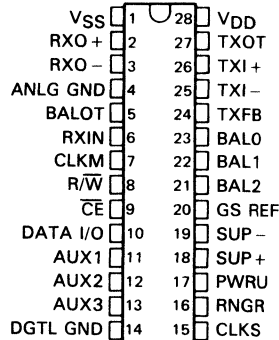 VSS 1 28 VDD
RXO + 2 27 TXOT
RXO − 3 26 TXI +
ANLG GND 4 25 TXI −
BALOT 5 24 TXFB
RXIN 6 23 BAL0
CLKM 7 22 BAL1
R/W̅ 8 21 BAL2
C̅E̅ 9 20 GS REF
DATA I/O 10 19 SUP −
AUX1 11 18 SUP +
AUX2 12 17 PWRU
AUX3 13 16 RNGR
DGTL GND 14 15 CLKS